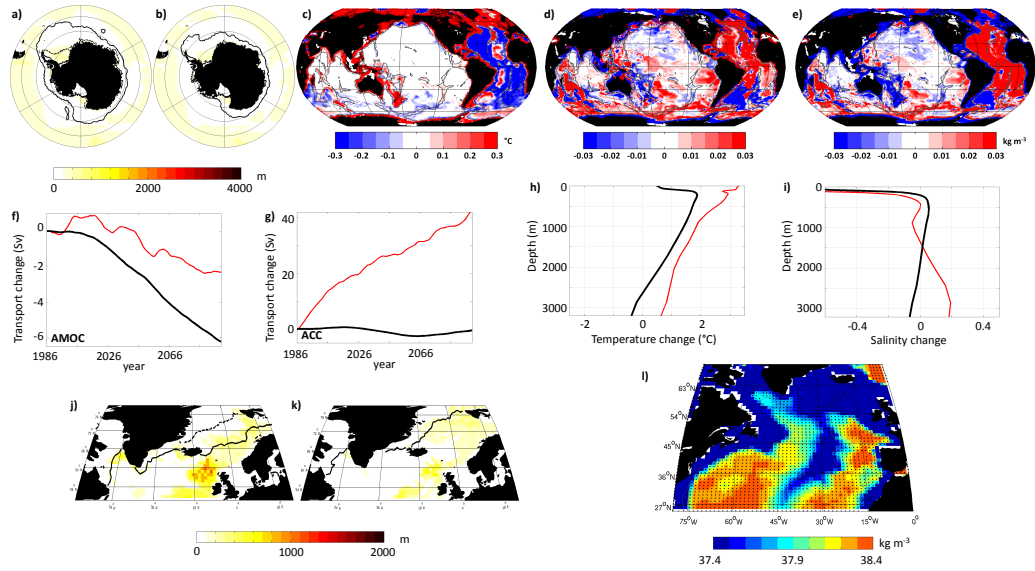 a)
b)
c)
d)
e)
-0.3 -0.2 -0.1 0 0.1 0.2 0.3
°C
-0.03 -0.02 -0.01 0 0.01 0.02 0.03
-0.03 -0.02 -0.01 0 0.01 0.02 0.03
kg m-3
0 2000 4000
m
f)
Transport change (Sv)
0
-2
-4
-6
AMOC
1986 2026 2066
year
g)
Transport change (Sv)
40
20
0
ACC
1986 2026 2066
year
h)
Depth (m)
0
1000
2000
3000
-2 0 2
Temperature change (°C)
i)
Depth (m)
0
1000
2000
3000
-0.4 0 0.4
Salinity change
j)
k)
0 1000 2000
m
l)
63°N
54°N
45°N
36°N
27°N
75°W 60°W 45°W 30°W 15°W 0°
kg m-3
37.4 37.9 38.4